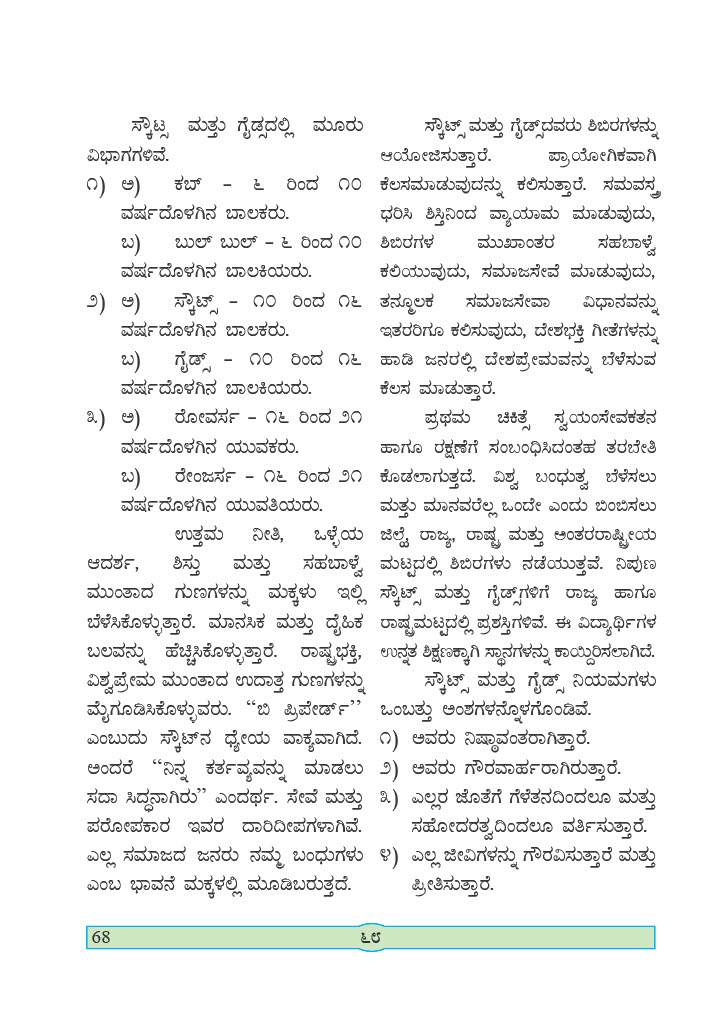 ಸ್ಕೌಟ್ಸ ಮತ್ತು ಗೈಡ್ಸದಲ್ಲಿ ಮೂರು
ವಿಭಾಗಗಳಿವೆ.
೧) ಅ) ಕಬ್ – ೬ ರಿಂದ ೧೦
ವರ್ಷದೊಳಗಿನ ಬಾಲಕರು.
ಬ) ಬುಲ್ ಬುಲ್ – ೬ ರಿಂದ ೧೦
ವರ್ಷದೊಳಗಿನ ಬಾಲಕಿಯರು.
೨) ಅ) ಸ್ಕೌಟ್ಸ್ – ೧೦ ರಿಂದ ೧೬
ವರ್ಷದೊಳಗಿನ ಬಾಲಕರು.
ಬ) ಗೈಡ್ಸ್ – ೧೦ ರಿಂದ ೧೬
ವರ್ಷದೊಳಗಿನ ಬಾಲಕಿಯರು.
೩) ಅ) ರೋವರ್ಸ – ೧೬ ರಿಂದ ೨೧
ವರ್ಷದೊಳಗಿನ ಯುವಕರು.
ಬ) ರೇಂಜರ್ಸ – ೧೬ ರಿಂದ ೨೧
ವರ್ಷದೊಳಗಿನ ಯುವತಿಯರು.
ಉತ್ತಮ ನೀತಿ, ಒಳ್ಳೆಯ
ಆದರ್ಶ, ಶಿಸ್ತು ಮತ್ತು ಸಹಬಾಳ್ವೆ
ಮುಂತಾದ ಗುಣಗಳನ್ನು ಮಕ್ಕಳು ಇಲ್ಲಿ
ಬೆಳೆಸಿಕೊಳ್ಳುತ್ತಾರೆ. ಮಾನಸಿಕ ಮತ್ತು ದೈಹಿಕ
ಬಲವನ್ನು ಹೆಚ್ಚಿಸಿಕೊಳ್ಳುತ್ತಾರೆ. ರಾಷ್ಟ್ರಭಕ್ತಿ,
ವಿಶ್ವಪ್ರೇಮ ಮುಂತಾದ ಉದಾತ್ತ ಗುಣಗಳನ್ನು
ಮೈಗೂಡಿಸಿಕೊಳ್ಳುವರು. “ಬಿ ಪ್ರಿಪೇರ್ಡ್”
ಎಂಬುದು ಸ್ಕೌಟ್‌ನ ಧ್ಯೇಯ ವಾಕ್ಯವಾಗಿದೆ.
ಅಂದರೆ “ನಿನ್ನ ಕರ್ತವ್ಯವನ್ನು ಮಾಡಲು
ಸದಾ ಸಿದ್ಧನಾಗಿರು” ಎಂದರ್ಥ. ಸೇವೆ ಮತ್ತು
ಪರೋಪಕಾರ ಇವರ ದಾರಿದೀಪಗಳಾಗಿವೆ.
ಎಲ್ಲ ಸಮಾಜದ ಜನರು ನಮ್ಮ ಬಂಧುಗಳು
ಎಂಬ ಭಾವನೆ ಮಕ್ಕಳಲ್ಲಿ ಮೂಡಿಬರುತ್ತದೆ.
ಸ್ಕೌಟ್ಸ್ ಮತ್ತು ಗೈಡ್ಸ್‌ದವರು ಶಿಬಿರಗಳನ್ನು
ಆಯೋಜಿಸುತ್ತಾರೆ. ಪ್ರಾಯೋಗಿಕವಾಗಿ
ಕೆಲಸಮಾಡುವುದನ್ನು ಕಲಿಸುತ್ತಾರೆ. ಸಮವಸ್ತ್ರ
ಧರಿಸಿ ಶಿಸ್ತಿನಿಂದ ವ್ಯಾಯಾಮ ಮಾಡುವುದು,
ಶಿಬಿರಗಳ ಮುಖಾಂತರ ಸಹಬಾಳ್ವೆ
ಕಲಿಯುವುದು, ಸಮಾಜಸೇವೆ ಮಾಡುವುದು,
ತನ್ಮೂಲಕ ಸಮಾಜಸೇವಾ ವಿಧಾನವನ್ನು
ಇತರರಿಗೂ ಕಲಿಸುವುದು, ದೇಶಭಕ್ತಿ ಗೀತೆಗಳನ್ನು
ಹಾಡಿ ಜನರಲ್ಲಿ ದೇಶಪ್ರೇಮವನ್ನು ಬೆಳೆಸುವ
ಕೆಲಸ ಮಾಡುತ್ತಾರೆ.
ಪ್ರಥಮ ಚಿಕಿತ್ಸೆ ಸ್ವಯಂಸೇವಕತನ
ಹಾಗೂ ರಕ್ಷಣೆಗೆ ಸಂಬಂಧಿಸಿದಂತಹ ತರಬೇತಿ
ಕೊಡಲಾಗುತ್ತದೆ. ವಿಶ್ವ ಬಂಧುತ್ವ ಬೆಳೆಸಲು
ಮತ್ತು ಮಾನವರೆಲ್ಲ ಒಂದೇ ಎಂದು ಬಿಂಬಿಸಲು
ಜಿಲ್ಹೆ, ರಾಜ್ಯ, ರಾಷ್ಟ್ರ ಮತ್ತು ಅಂತರರಾಷ್ಟ್ರೀಯ
ಮಟ್ಟದಲ್ಲಿ ಶಿಬಿರಗಳು ನಡೆಯುತ್ತವೆ. ನಿಪುಣ
ಸ್ಕೌಟ್ಸ್ ಮತ್ತು ಗೈಡ್ಸ್‌ಗಳಿಗೆ ರಾಜ್ಯ ಹಾಗೂ
ರಾಷ್ಟ್ರಮಟ್ಟದಲ್ಲಿ ಪ್ರಶಸ್ತಿಗಳಿವೆ. ಈ ವಿದ್ಯಾರ್ಥಿಗಳ
ಉನ್ನತ ಶಿಕ್ಷಣಕ್ಕಾಗಿ ಸ್ಥಾನಗಳನ್ನು ಕಾಯ್ದಿರಿಸಲಾಗಿದೆ.
ಸ್ಕೌಟ್ಸ್ ಮತ್ತು ಗೈಡ್ಸ್ ನಿಯಮಗಳು
ಒಂಬತ್ತು ಅಂಶಗಳನ್ನೊಳಗೊಂಡಿವೆ.
೧) ಅವರು ನಿಷ್ಠಾವಂತರಾಗಿತ್ತಾರೆ.
೨) ಅವರು ಗೌರವಾರ್ಹರಾಗಿರುತ್ತಾರೆ.
೩) ಎಲ್ಲರ ಜೊತೆಗೆ ಗೆಳೆತನದಿಂದಲೂ ಮತ್ತು
ಸಹೋದರತ್ವದಿಂದಲೂ ವರ್ತಿಸುತ್ತಾರೆ.
೪) ಎಲ್ಲ ಜೀವಿಗಳನ್ನು ಗೌರವಿಸುತ್ತಾರೆ ಮತ್ತು
ಪ್ರೀತಿಸುತ್ತಾರೆ.
68 ೬೮